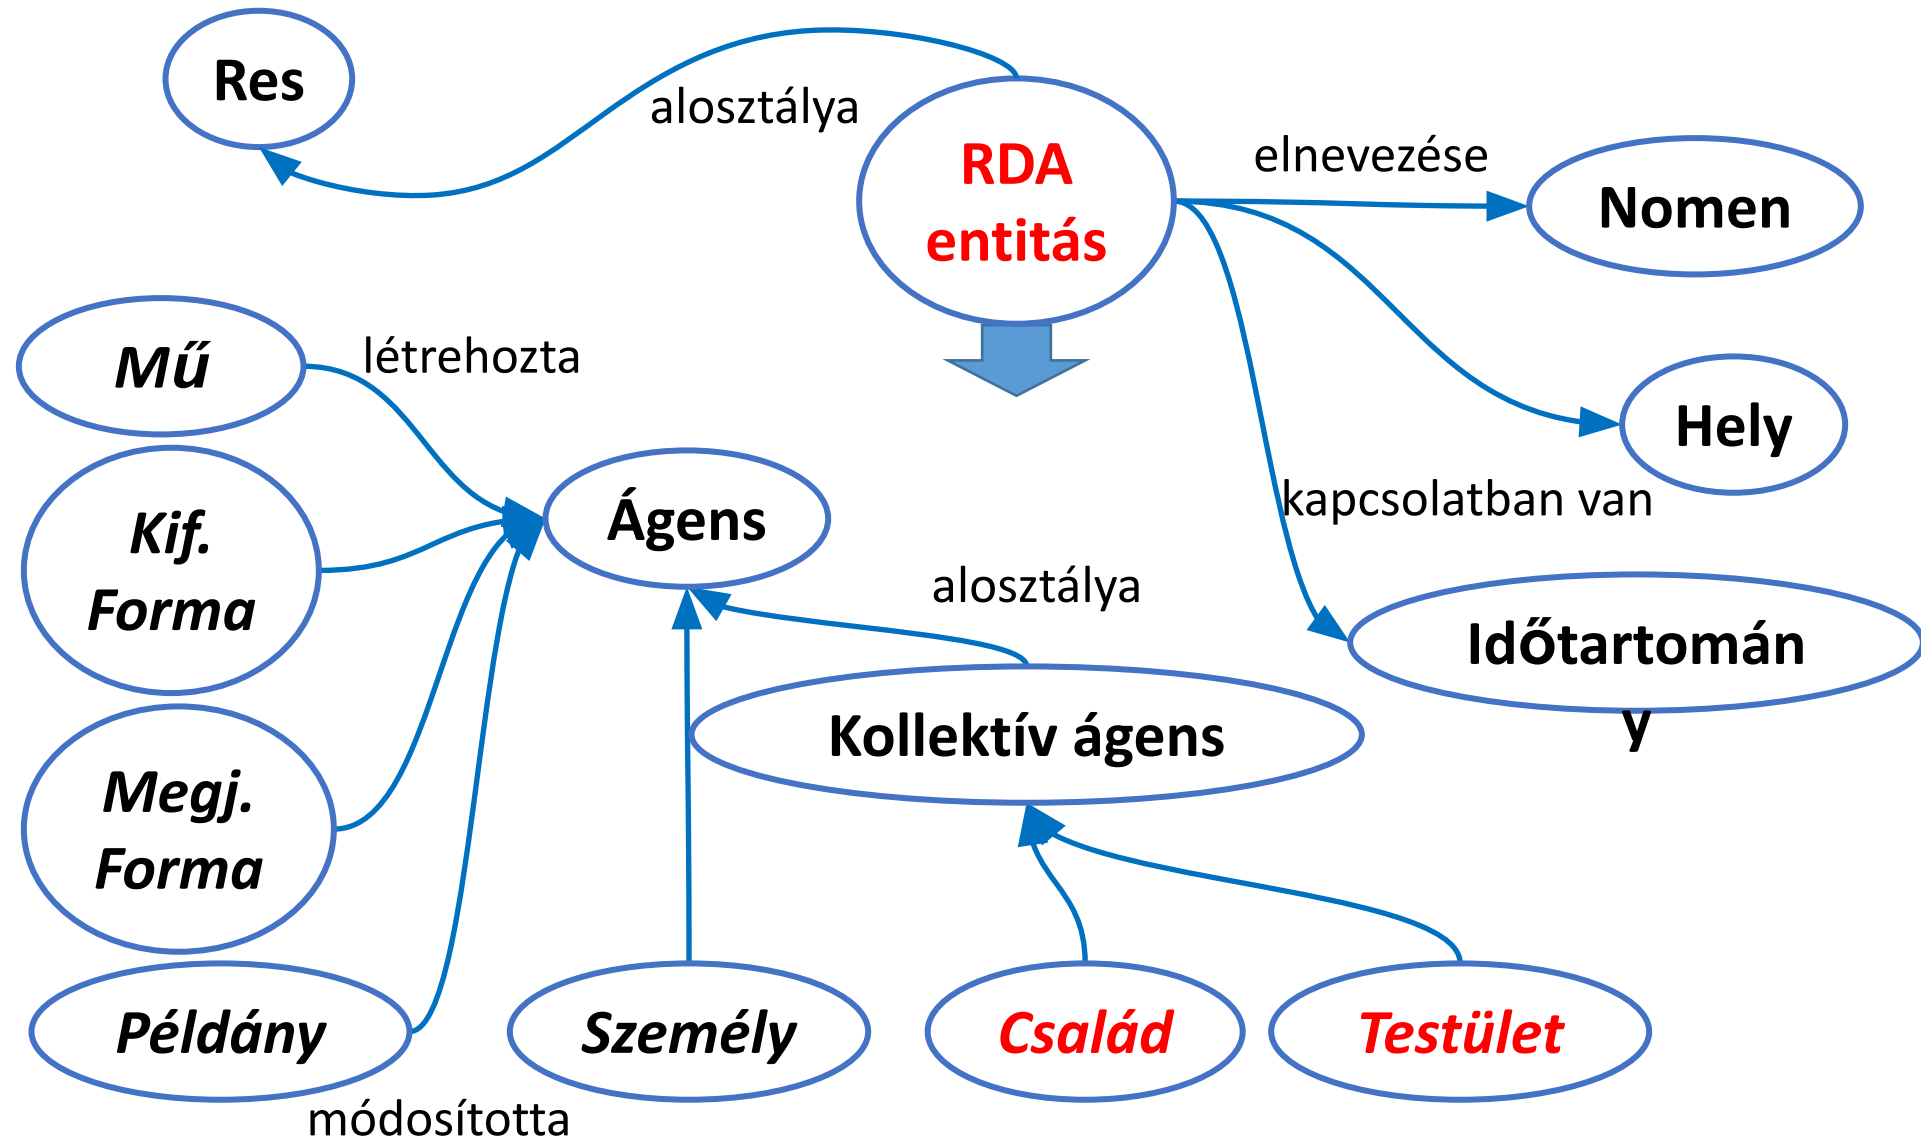 Res
alosztálya
RDA
entitás
elnevezése
Nomen
Mű
létrehozta
Hely
Kif.
Forma
Ágens
kapcsolatban van
alosztálya
Időtartomán
y
Kollektív ágens
Megj.
Forma
Példány
Személy
Család
Testület
módosította